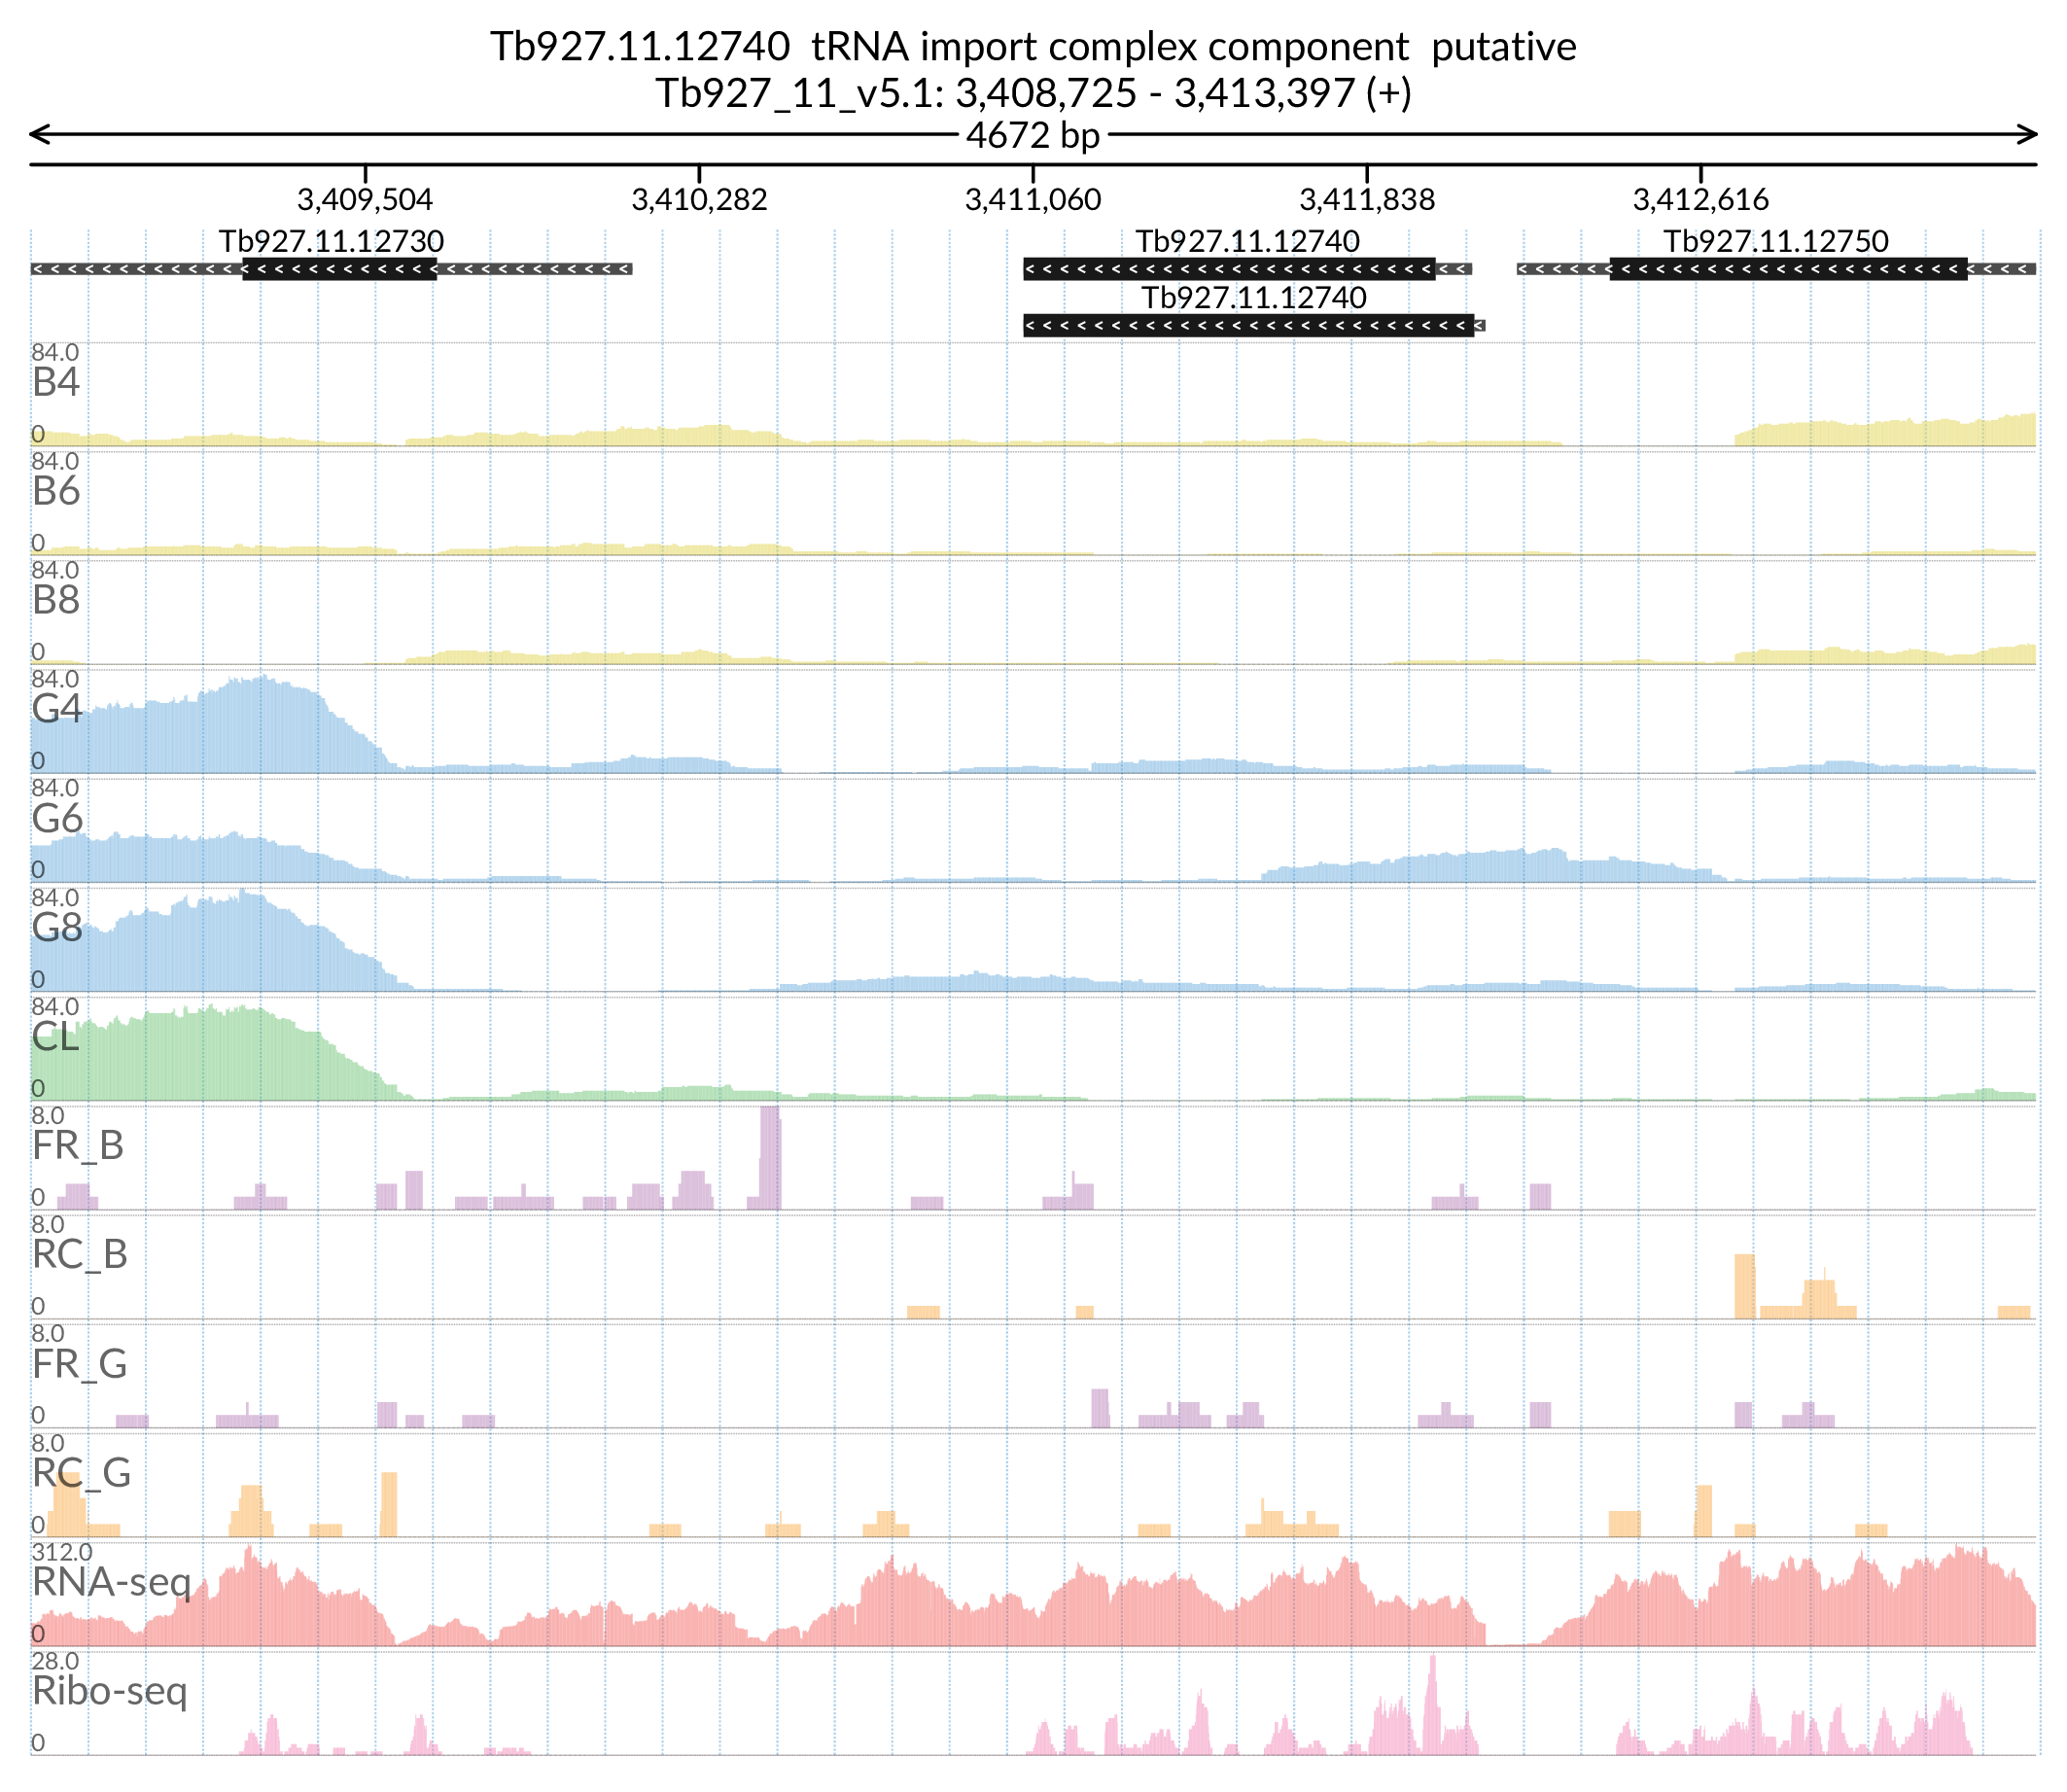 Tb927.11.12740  tRNA import complex component  putative
Tb927_11_v5.1: 3,408,725 - 3,413,397 (+)
4672 bp
3,409,504 3,410,282 3,411,060 3,411,838 3,412,616
Tb927.11.12730 Tb927.11.12740 Tb927.11.12750
Tb927.11.12740
84.0
B4
0
84.0
B6
0
84.0
B8
0
84.0
G4
0
84.0
G6
0
84.0
G8
0
84.0
CL
0
8.0
FR_B
0
8.0
RC_B
0
8.0
FR_G
0
8.0
RC_G
0
312.0
RNA-seq
0
28.0
Ribo-seq
0